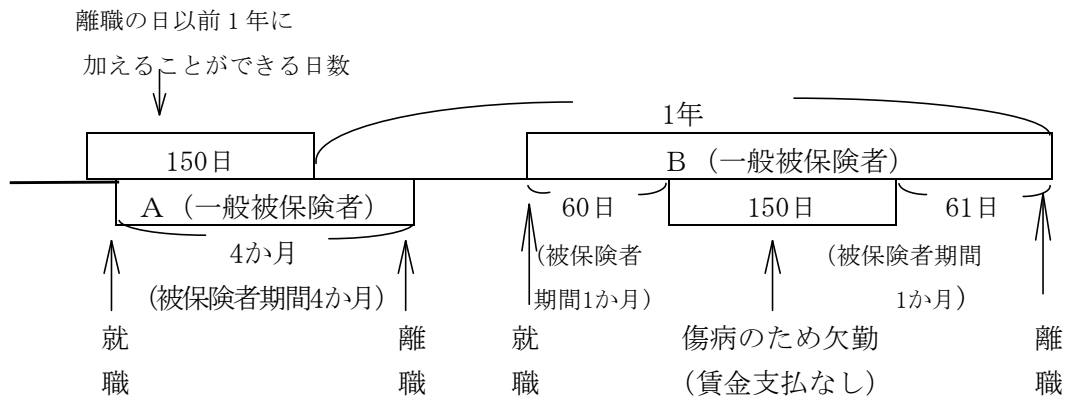 離職の日以前1年に
加えることができる日数
1年
150日
B（一般被保険者）
A（一般被保険者）
60日
150日
61日
4か月
（被保険者期間4か月）
（被保険者
期間1か月）
（被保険者期間
1か月）
就職
離職
就職
傷病のため欠勤
（賃金支払なし）
離職